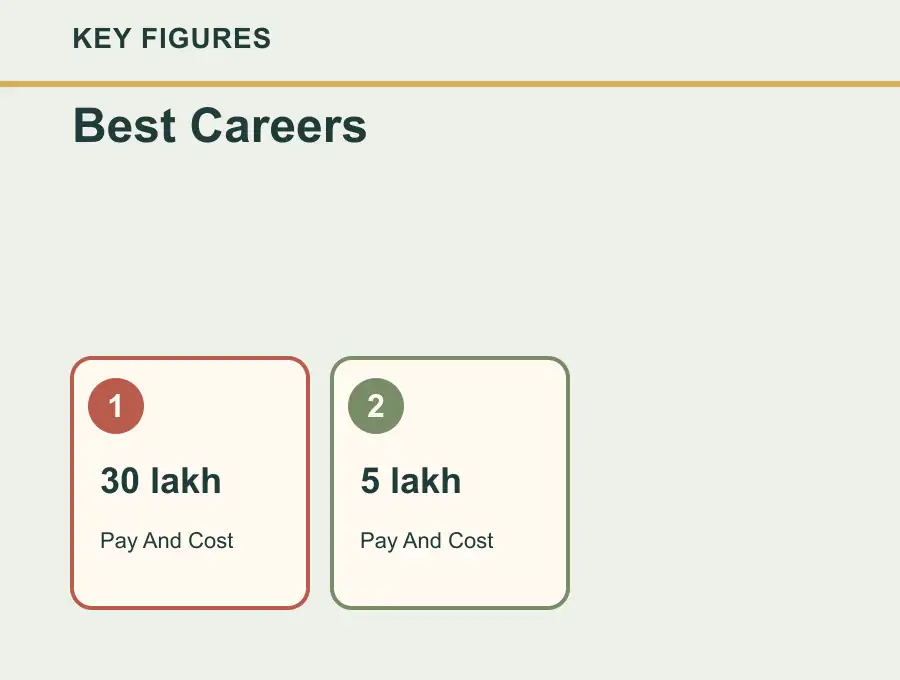 KEY FIGURES
Best Careers
1
30 lakh
Pay And Cost
2
5 lakh
Pay And Cost